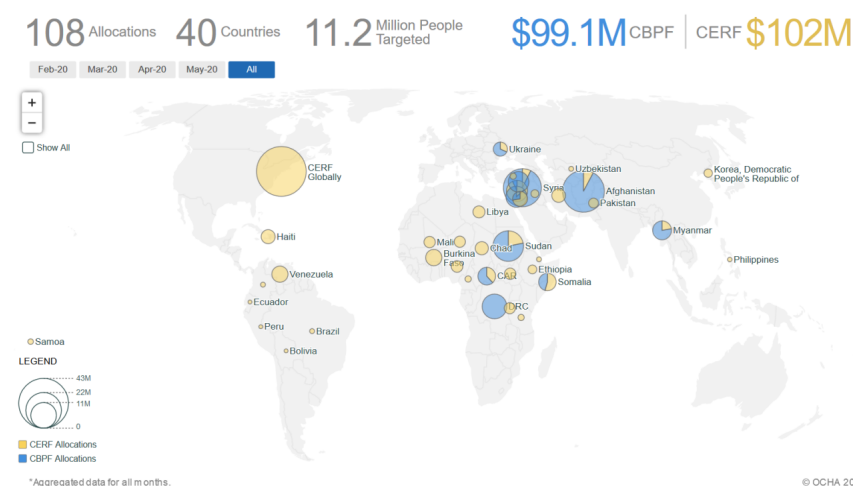 108 Allocations 40 Countries 11.2 Million People Targeted $99.1M CBPF CERF $102M
Feb-20 Mar-20 Apr-20 May-20 All
+
−
Show All
Ukraine
Uzbekistan
CERF
Globally
Korea, Democratic
People's Republic of
Syria
Afghanistan
Pakistan
Libya
Haiti
Mali
Burkina
Faso
Chad
Sudan
Myanmar
Venezuela
CAR
Ethiopia
Somalia
Philippines
Ecuador
DRC
Peru
Brazil
Samoa
Bolivia
LEGEND
43M
22M
11M
0
CERF Allocations
CBPF Allocations
*Aggregated data for all months.
© OCHA 20